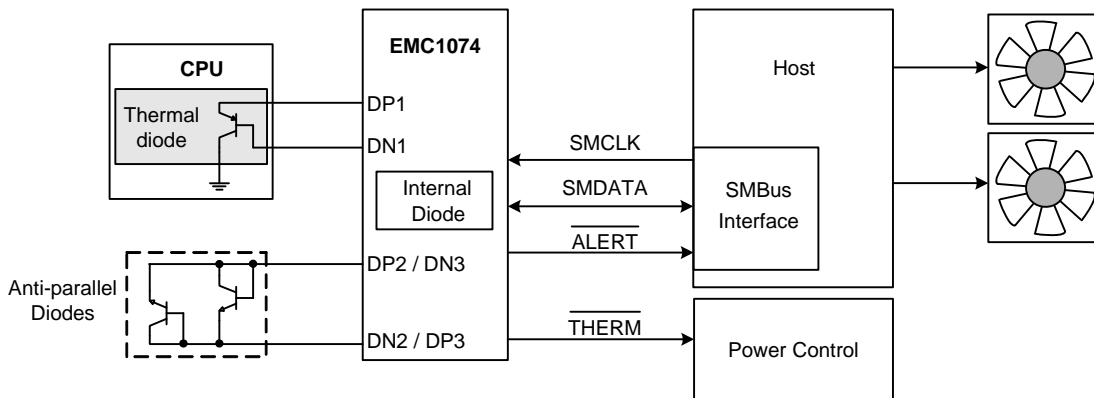 EMC1074
CPU
Thermal
diode
DP1
DN1
Internal
Diode
DP2 / DN3
DN2 / DP3
Anti-parallel
Diodes
SMCLK
SMDATA
ALERT
THERM
Host
SMBus
Interface
Power Control